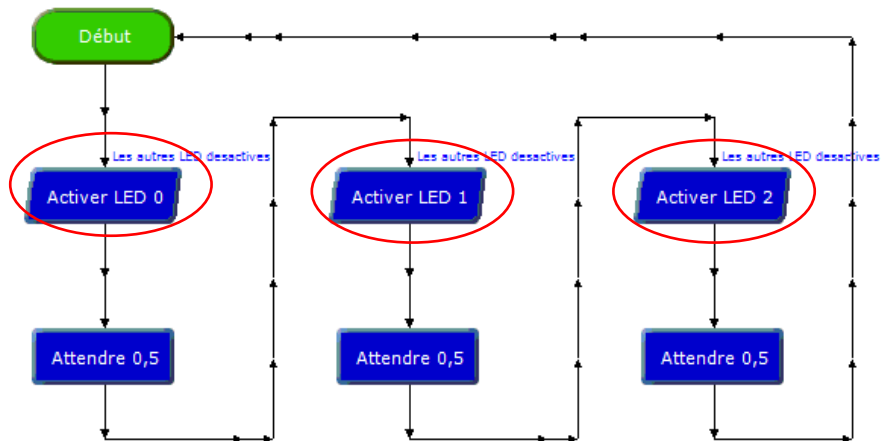 Début
Les autres LED desactives
Activer LED 0
Attendre 0,5
Les autres LED desactives
Activer LED 1
Attendre 0,5
Les autres LED desactives
Activer LED 2
Attendre 0,5